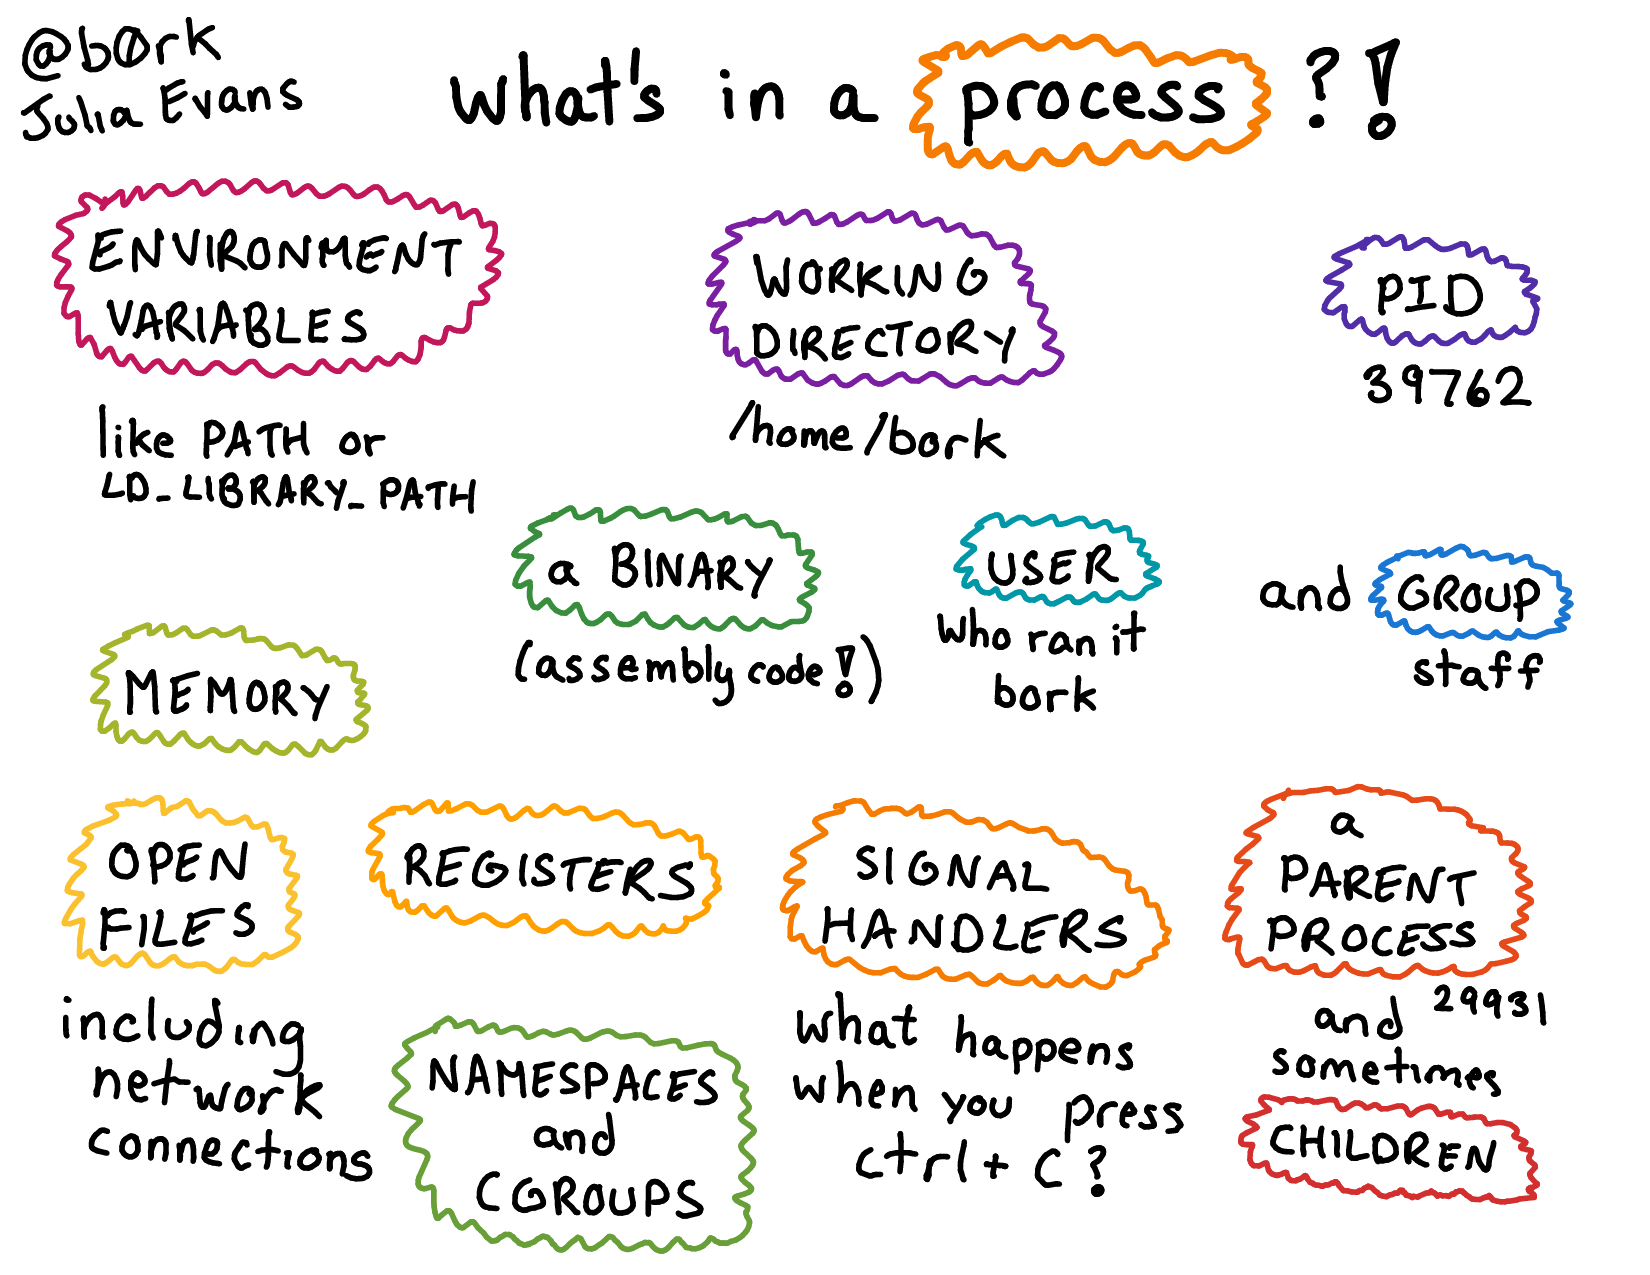 @b0rk
Julia Evans
what's in a process ?!
ENVIRONMENT
VARIABLES
like PATH or
LD_LIBRARY_PATH
WORKING
DIRECTORY
/home/bork
PID
39762
a BINARY
(assembly code!)
USER
who ran it
bork
and GROUP
staff
MEMORY
OPEN
FILES
including
network
connections
REGISTERS
NAMESPACES
and
CGROUPS
SIGNAL
HANDLERS
what happens
when you press
ctrl + C?
a
PARENT
PROCESS
29931
and
sometimes
CHILDREN